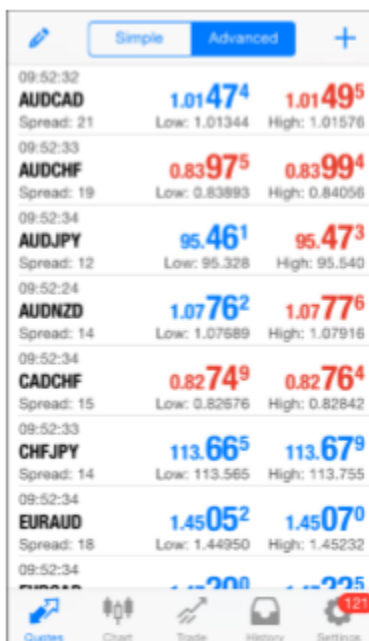 Simple Advanced
09:52:32
AUDCAD 1.01474 1.01495
Spread: 21 Low: 1.01344 High: 1.01576
09:52:33
AUDCHF 0.83975 0.83994
Spread: 19 Low: 0.83893 High: 0.84056
09:52:34
AUDJPY 95.461 95.473
Spread: 12 Low: 95.328 High: 95.540
09:52:24
AUDNZD 1.07762 1.07776
Spread: 14 Low: 1.07689 High: 1.07916
09:52:34
CADCHF 0.82749 0.82764
Spread: 15 Low: 0.82676 High: 0.82842
09:52:33
CHFJPY 113.665 113.679
Spread: 14 Low: 113.565 High: 113.755
09:52:34
EURAUD 1.45052 1.45070
Spread: 18 Low: 1.44950 High: 1.45232
09:52:34
121
Quotes Chart Trade History Settings